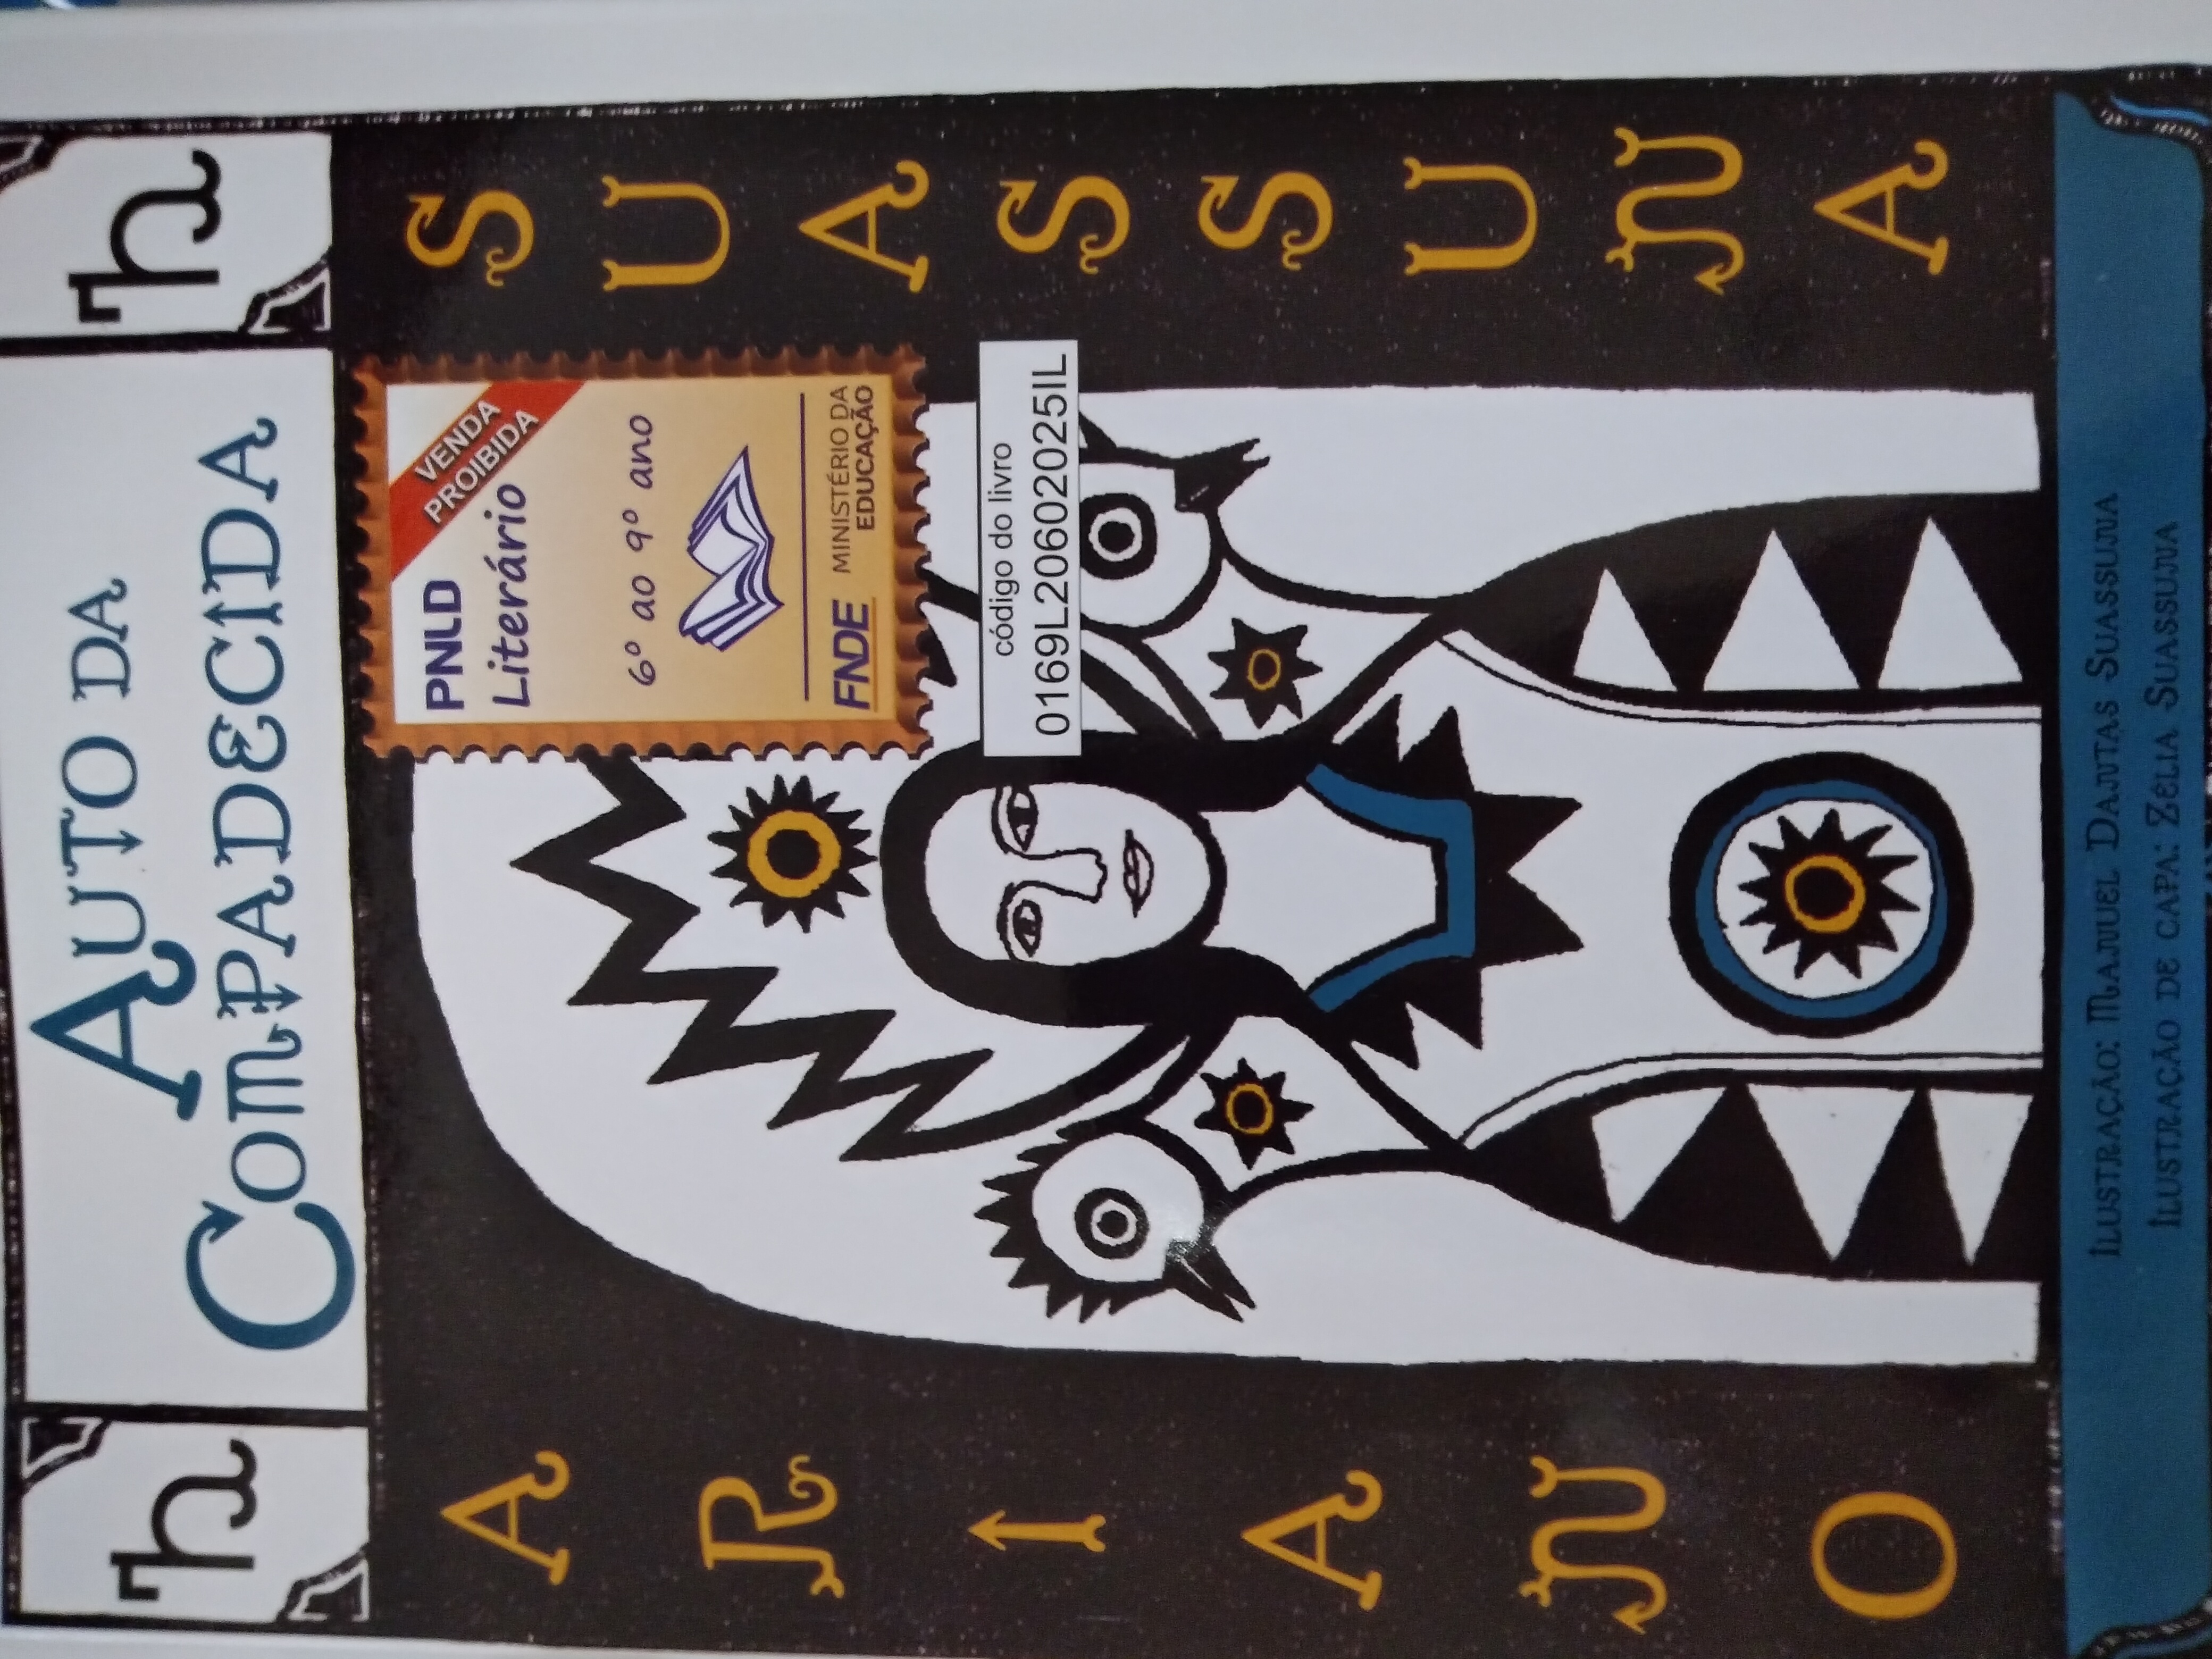 h
AUTO DA
COMPADECIDA
h
ARIANO
SUASSUNA
PNLD
Literário
VENDA
PROIBIDA
6º ao 9º ano
FNDE
MINISTÉRIO DA
EDUCAÇÃO
código do livro
0169L20602025IL
ILUSTRAÇÃO: MANUEL DANTAS SUASSUNA
ILUSTRAÇÃO DE CAPA: ZÉLIA SUASSUNA